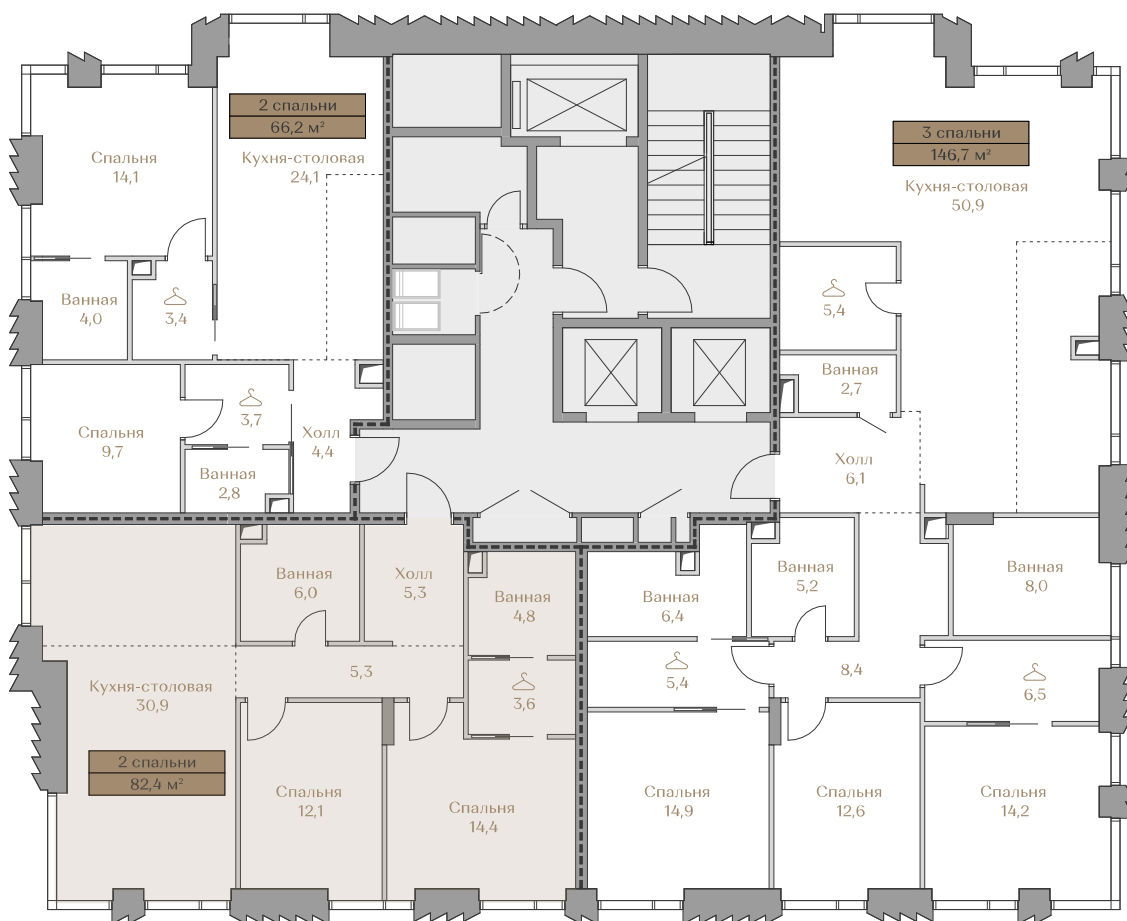 2 спальни
66,2 м²
Спальня
14,1
Кухня-столовая
24,1
Ванная
4,0
3,4
Спальня
9,7
3,7
Ванная
2,8
Холл
4,4
3 спальни
146,7 м²
Кухня-столовая
50,9
5,4
Ванная
2,7
Холл
6,1
Ванная
6,0
Холл
5,3
Ванная
4,8
5,3
3,6
Кухня-столовая
30,9
2 спальни
82,4 м²
Спальня
12,1
Спальня
14,4
Ванная
6,4
Ванная
5,2
Ванная
8,0
5,4
8,4
6,5
Спальня
14,9
Спальня
12,6
Спальня
14,2